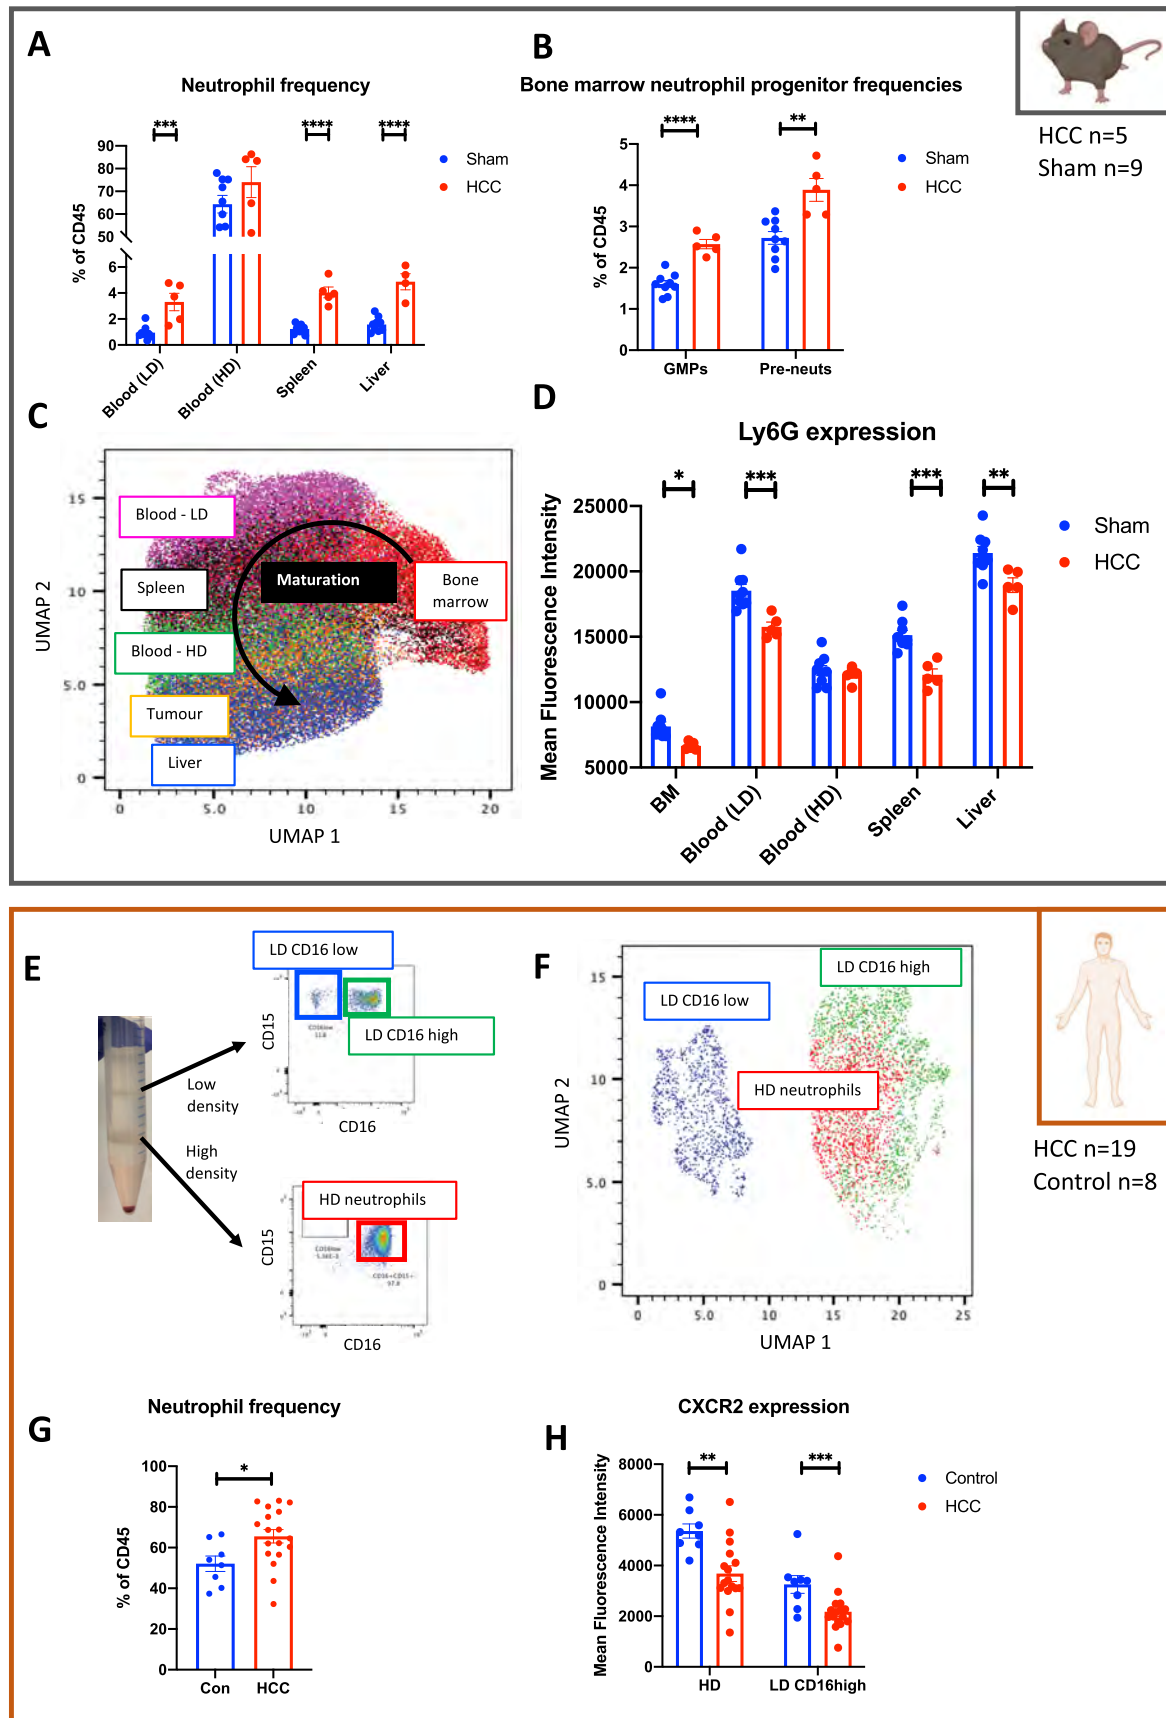 A
Neutrophil frequency
***
****
****
90
80
70
60
50
6
4
2
0
% of CD45
Sham
HCC
Blood (LD)
Blood (HD)
Spleen
Liver
B
Bone marrow neutrophil progenitor frequencies
****
**
5
4
3
2
1
0
% of CD45
Sham
HCC
GMPs
Pre-neuts
HCC n=5
Sham n=9
C
15
10
5.0
0
UMAP 2
Blood - LD
Spleen
Blood - HD
Tumour
Liver
Maturation
Bone
marrow
0
5.0
10
15
20
UMAP 1
D
Ly6G expression
*
***
***
**
25000
20000
15000
10000
5000
Mean Fluorescence Intensity
Sham
HCC
BM
Blood (LD)
Blood (HD)
Spleen
Liver
E
Low
density
High
density
LD CD16 low
LD CD16 high
CD16low
11.8
CD15
CD16
HD neutrophils
CD16low
CD16+CD15+
97.8
CD15
CD16
F
LD CD16 high
LD CD16 low
HD neutrophils
15
10
5.0
0
UMAP 2
0
5.0
10
15
20
25
UMAP 1
HCC n=19
Control n=8
G
Neutrophil frequency
*
100
80
60
40
20
0
% of CD45
Con
HCC
H
CXCR2 expression
**
***
8000
6000
4000
2000
0
Mean Fluorescence Intensity
Control
HCC
HD
LD CD16high